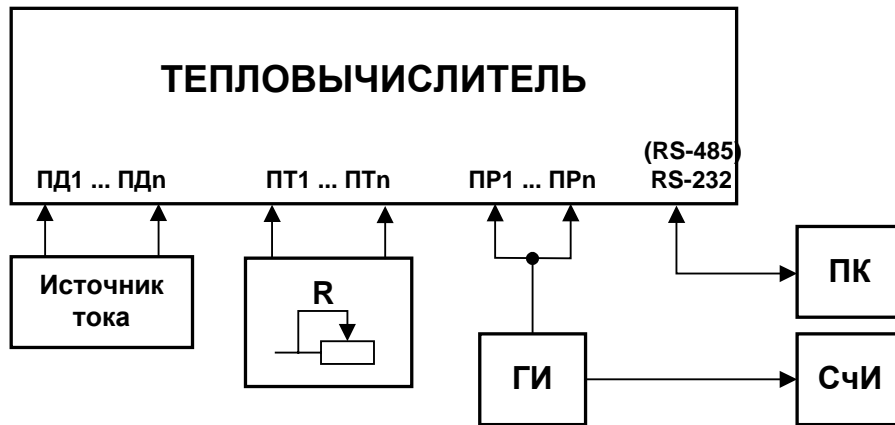 ТЕПЛОВЫЧИСЛИТЕЛЬ
(RS-485)
ПД1 ... ПДn ПТ1 ... ПТn ПР1 ... ПРn RS-232
Источник
тока
R
ПК
ГИ
СчИ